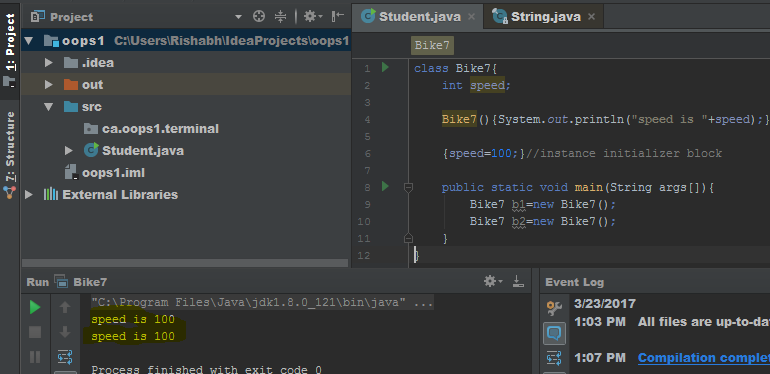 Project
oops1 C:\Users\Rishabh\IdeaProjects\oops1
.idea
out
src
ca.oops1.terminal
Student.java
oops1.iml
External Libraries
1: Project
7: Structure
Student.java
String.java
Bike7
1 class Bike7{
2 int speed;
3
4 Bike7(){System.out.println("speed is "+speed);}
5
6 {speed=100;}//instance initializer block
7
8 public static void main(String args[]){
9 Bike7 b1=new Bike7();
10 Bike7 b2=new Bike7();
11 }
12 }
Run Bike7
"C:\Program Files\Java\jdk1.8.0_121\bin\java" ...
speed is 100
speed is 100
Process finished with exit code 0
Event Log
3/23/2017
1:03 PM All files are up-to-da
1:07 PM Compilation complet